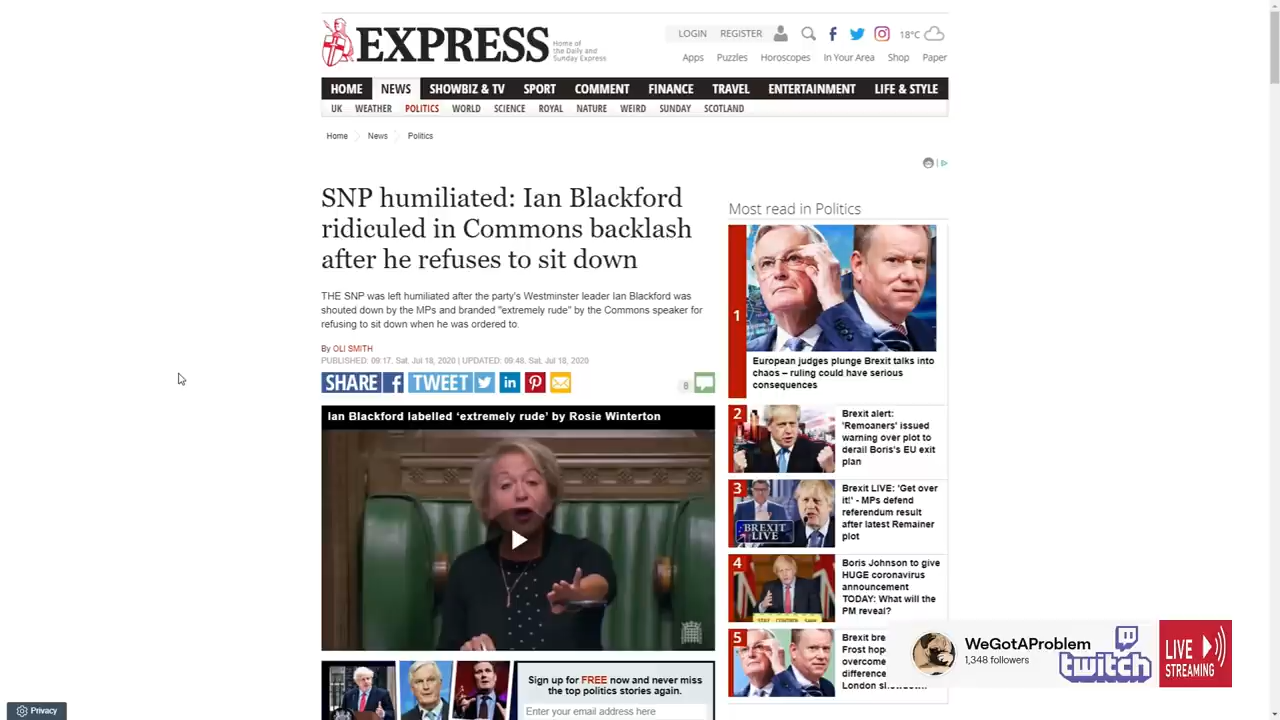 EXPRESS
Home of
the Daily and
Sunday Express
LOGIN REGISTER 18°C
Apps Puzzles Horoscopes In Your Area Shop Paper
HOME NEWS SHOWBIZ & TV SPORT COMMENT FINANCE TRAVEL ENTERTAINMENT LIFE & STYLE
UK WEATHER POLITICS WORLD SCIENCE ROYAL NATURE WEIRD SUNDAY SCOTLAND
Home News Politics
SNP humiliated: Ian Blackford
ridiculed in Commons backlash
after he refuses to sit down
THE SNP was left humiliated after the party's Westminster leader Ian Blackford was
shouted down by the MPs and branded "extremely rude" by the Commons speaker for
refusing to sit down when he was ordered to.
By OLI SMITH
PUBLISHED: 09:17, Sat, Jul 18, 2020 | UPDATED: 09:48, Sat, Jul 18, 2020
SHARE TWEET
8
Ian Blackford labelled ‘extremely rude’ by Rosie Winterton
Sign up for FREE now and never miss
the top politics stories again.
Enter your email address here
Most read in Politics
1
European judges plunge Brexit talks into
chaos – ruling could have serious
consequences
2
Brexit alert:
'Remoaners' issued
warning over plot to
derail Boris's EU exit
plan
3
BREXIT
LIVE
Brexit LIVE: 'Get over
it!' - MPs defend
referendum result
after latest Remainer
plot
4
Boris Johnson to give
HUGE coronavirus
announcement
TODAY: What will the
PM reveal?
5
Brexit bre
Frost hop
overcome
difference
London
WeGotAProblem
1,348 followers
twitch
LIVE
STREAMING
Privacy